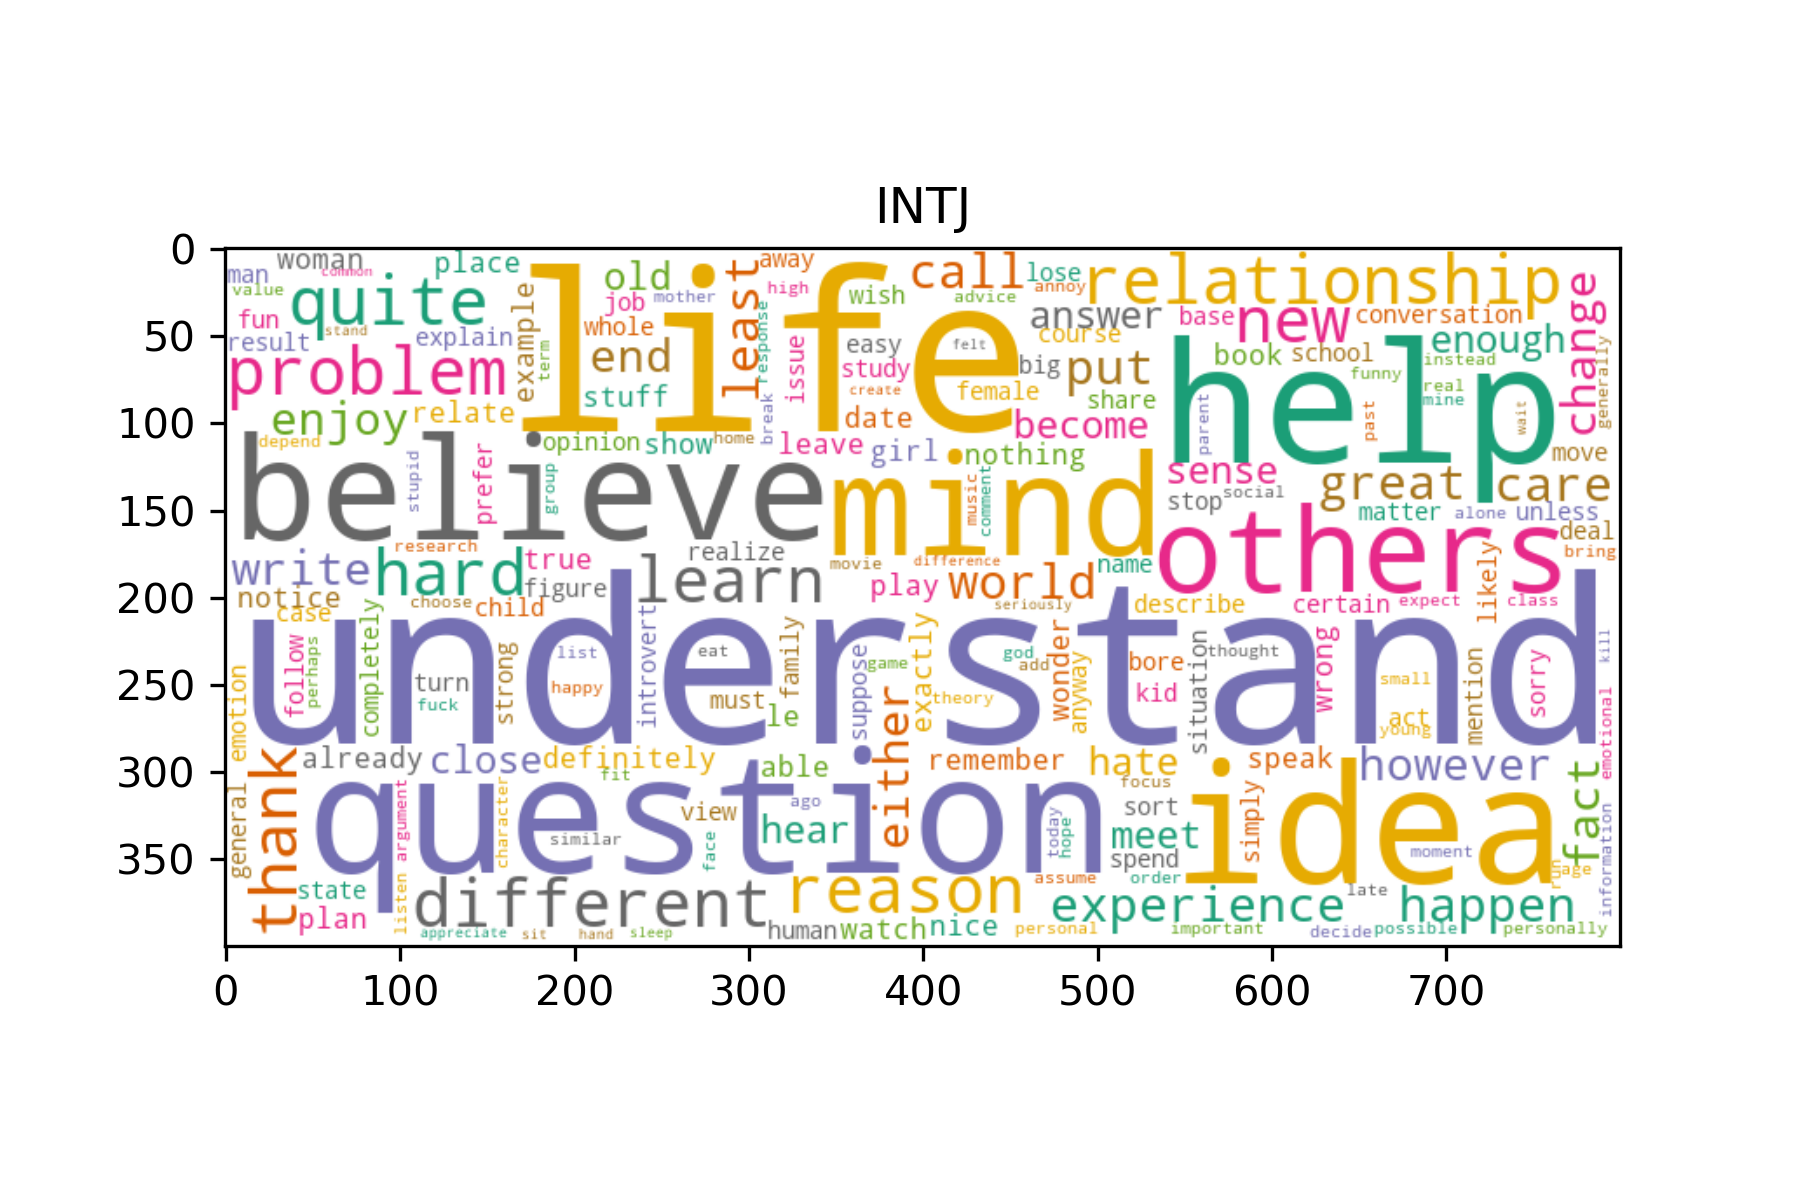 INTJ
0
50
100
150
200
250
300
350
0 100 200 300 400 500 600 700
man woman common place old away call lose relationship change
value quite example life least high wish advice annoy
job mother
fun stand explain term whole response answer base new conversation
result end issue easy felt course enough
problem stuff study big put book school instead generally
create female share help funny real
mine
enjoy relate break date become parent past wait
depend opinion show home leave girl nothing sense move
believe stupid prefer group mind music comment stop social great care
others matter alone unless deal
research true realize movie difference name bring
write hard figure learn play world likely
notice case choose child seriously describe certain expect class
understand follow perhaps completely strong list introvert eat family suppose game exactly god add wonder anyway bore situation thought wrong small mention sorry kill
emotion turn happy must theory kid act
fuck le young emotional
already close definitely able either remember hate speak however
general thank fit focus fact
question argument character view ago hear sort simply idea information
similar face today hope meet moment
spend run age
state listen different reason assume order late
plan experience happen
appreciate sit hand sleep human watch nice personal important decide possible personally